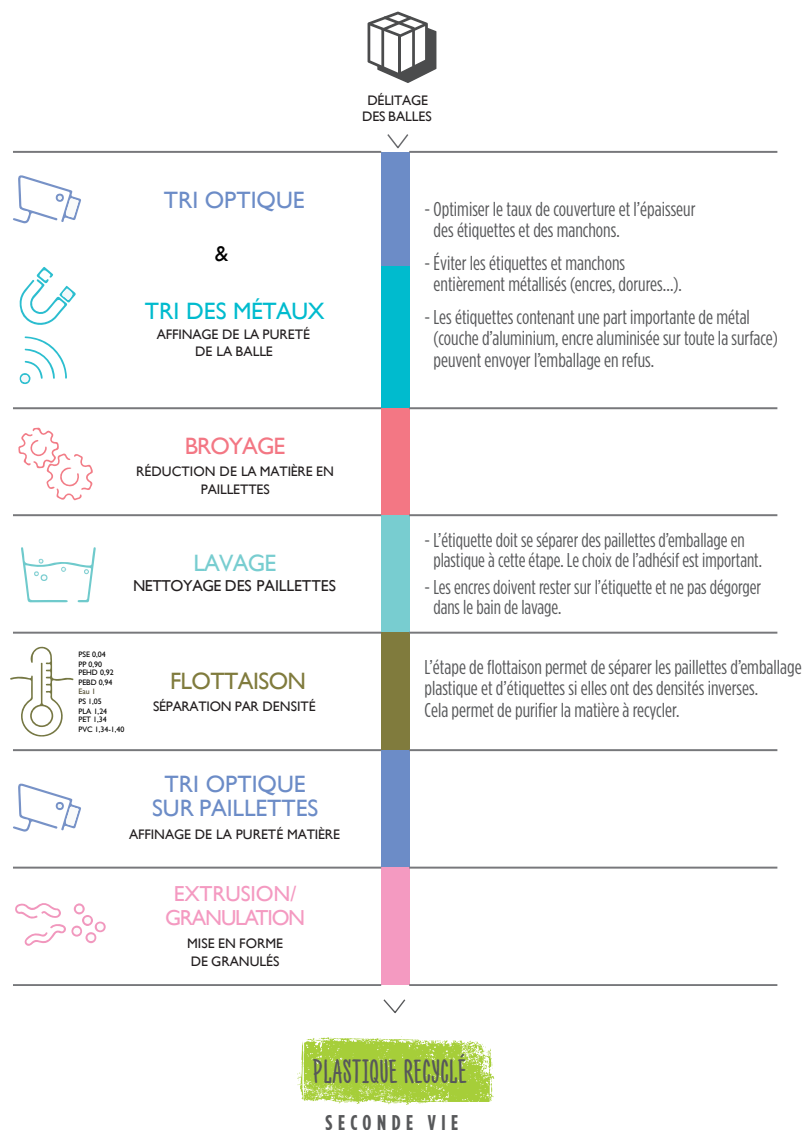 DÉLITAGE
DES BALLES
TRI OPTIQUE
&
TRI DES MÉTAUX
AFFINAGE DE LA PURETÉ
DE LA BALLE
- Optimiser le taux de couverture et l'épaisseur
des étiquettes et des manchons.
- Éviter les étiquettes et manchons
entièrement métallisés (encres, dorures...).
- Les étiquettes contenant une part importante de métal
(couche d'aluminium, encre aluminisée sur toute la surface)
peuvent envoyer l'emballage en refus.
BROYAGE
RÉDUCTION DE LA MATIÈRE EN
PAILLETTES
LAVAGE
NETTOYAGE DES PAILLETTES
- L'étiquette doit se séparer des paillettes d'emballage en
plastique à cette étape. Le choix de l'adhésif est important.
- Les encres doivent rester sur l'étiquette et ne pas dégorger
dans le bain de lavage.
PSE 0,04
PP 0,90
PEHD 0,92
PEBD 0,94
Eau 1
PS 1,05
PLA 1,24
PET 1,34
PVC 1,34-1,40
FLOTTAISON
SÉPARATION PAR DENSITÉ
L'étape de flottaison permet de séparer les paillettes d'emballage
plastique et d'étiquettes si elles ont des densités inverses.
Cela permet de purifier la matière à recycler.
TRI OPTIQUE
SUR PAILLETTES
AFFINAGE DE LA PURETÉ MATIÈRE
EXTRUSION/
GRANULATION
MISE EN FORME
DE GRANULÉS
PLASTIQUE RECYCLÉ
SECONDE VIE